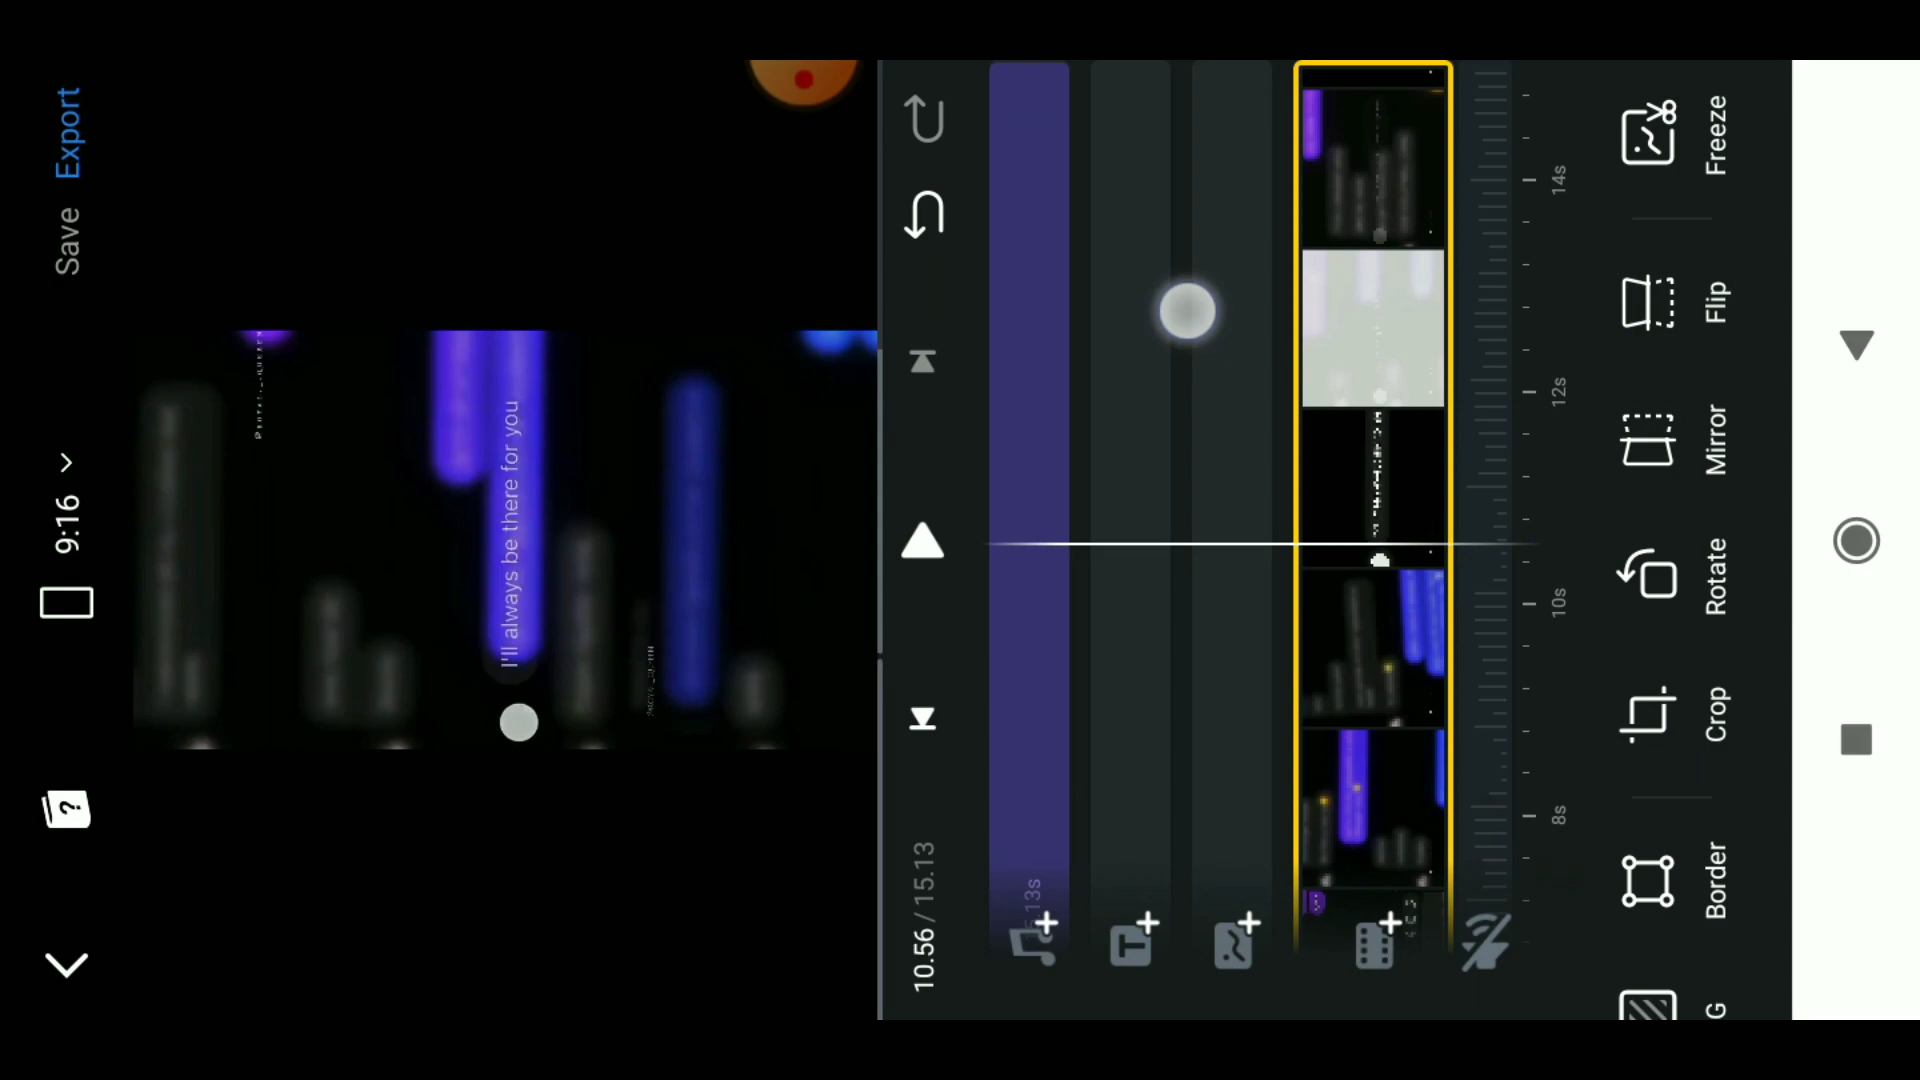 Save Export
9:16
I'll always be there for you
10.56 / 15.13
13s
8s
10s
12s
14s
G
Border
Crop
Rotate
Mirror
Flip
Freeze